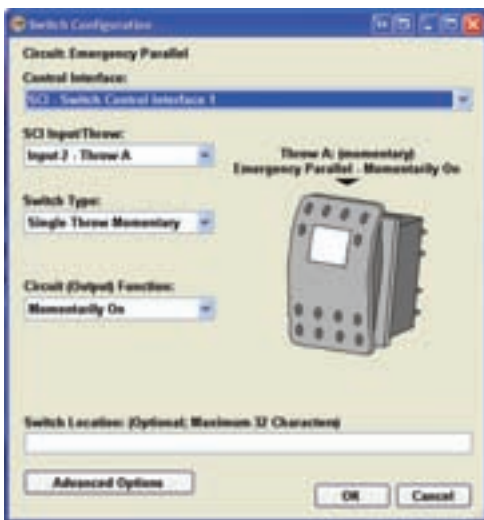 Switch Configuration
Circuit: Emergency Parallel
Control Interface:
SCI - Switch Control Interface 1
SCI Input/Throw:
Input 2 - Throw A
Throw A: (momentary)
Emergency Parallel - Momentarily On
Switch Type:
Single Throw Momentary
Circuit (Output) Function:
Momentarily On
Switch Location: (Optional; Maximum 32 Characters)
Advanced Options
OK
Cancel